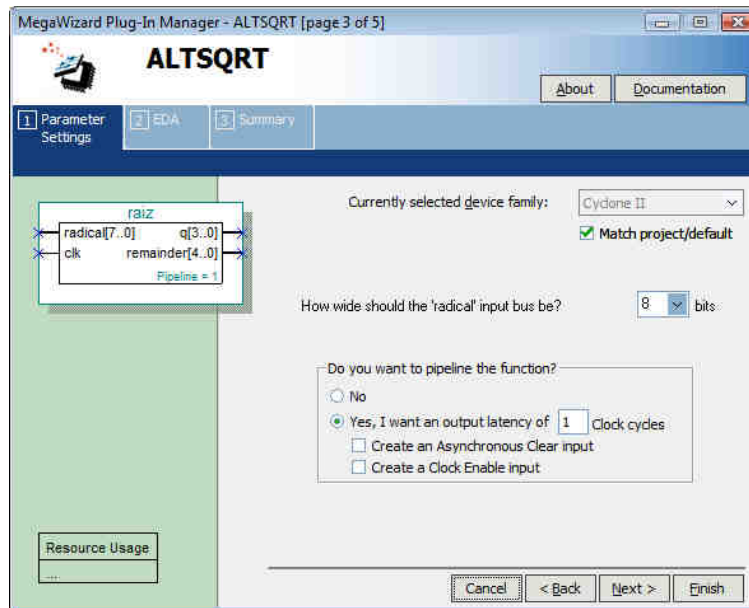 MegaWizard Plug-In Manager - ALTSQRT [page 3 of 5]
ALTSQRT
About
Documentation
1 Parameter Settings
2 EDA
3 Summary
raiz
radical[7..0] q[3..0]
clk remainder[4..0]
Pipeline = 1
Currently selected device family: Cyclone II
Match project/default
How wide should the 'radical' input bus be? 8 bits
Do you want to pipeline the function?
No
Yes, I want an output latency of 1 Clock cycles
Create an Asynchronous Clear input
Create a Clock Enable input
Resource Usage
...
Cancel
< Back
Next >
Finish